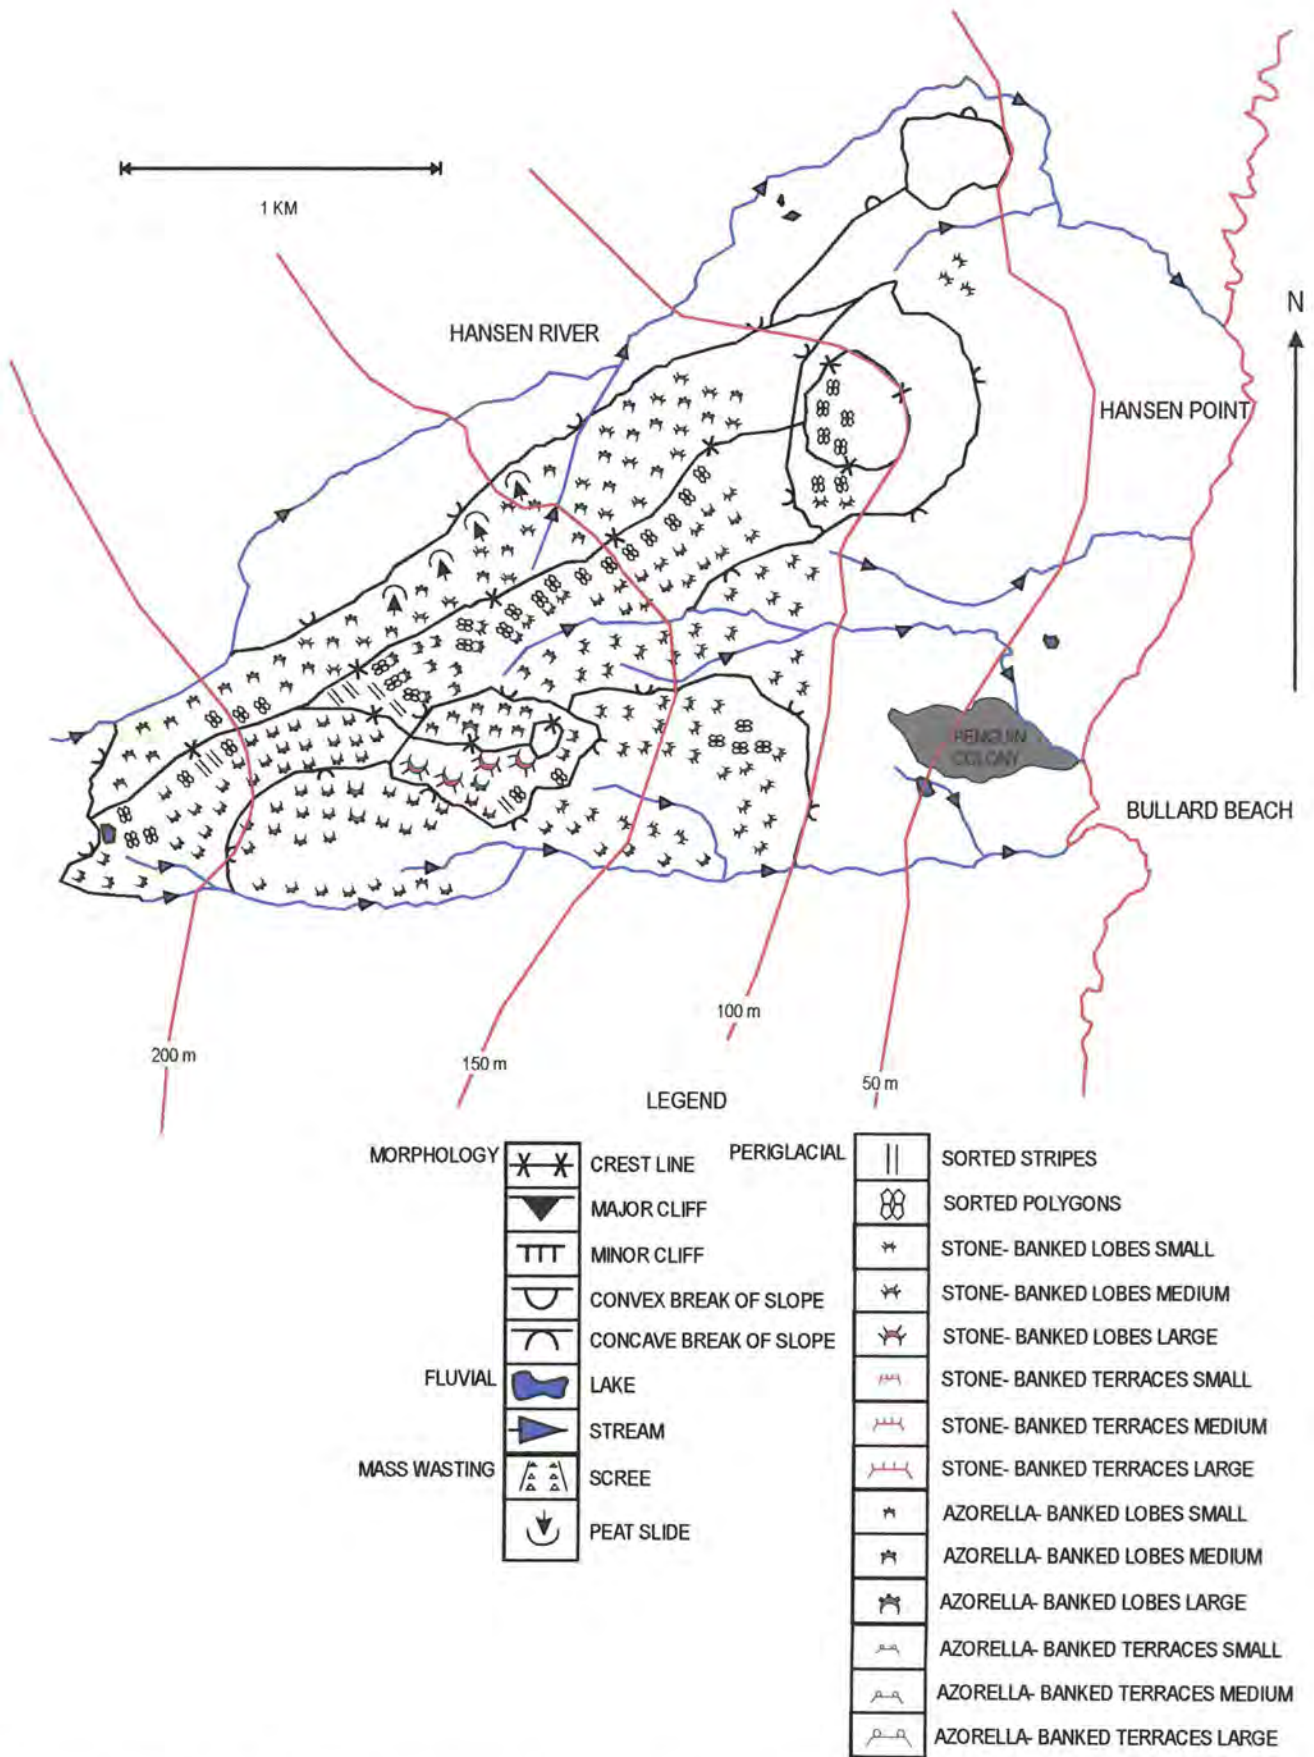 1 KM
N
HANSEN RIVER
HANSEN POINT
PENGUIN
COLONY
BULLARD BEACH
200 m
150 m
100 m
50 m
LEGEND
MORPHOLOGY
CREST LINE
MAJOR CLIFF
MINOR CLIFF
CONVEX BREAK OF SLOPE
CONCAVE BREAK OF SLOPE
FLUVIAL
LAKE
STREAM
MASS WASTING
SCREE
PEAT SLIDE
PERIGLACIAL
SORTED STRIPES
SORTED POLYGONS
STONE- BANKED LOBES SMALL
STONE- BANKED LOBES MEDIUM
STONE- BANKED LOBES LARGE
STONE- BANKED TERRACES SMALL
STONE- BANKED TERRACES MEDIUM
STONE- BANKED TERRACES LARGE
AZORELLA- BANKED LOBES SMALL
AZORELLA- BANKED LOBES MEDIUM
AZORELLA- BANKED LOBES LARGE
AZORELLA- BANKED TERRACES SMALL
AZORELLA- BANKED TERRACES MEDIUM
AZORELLA- BANKED TERRACES LARGE